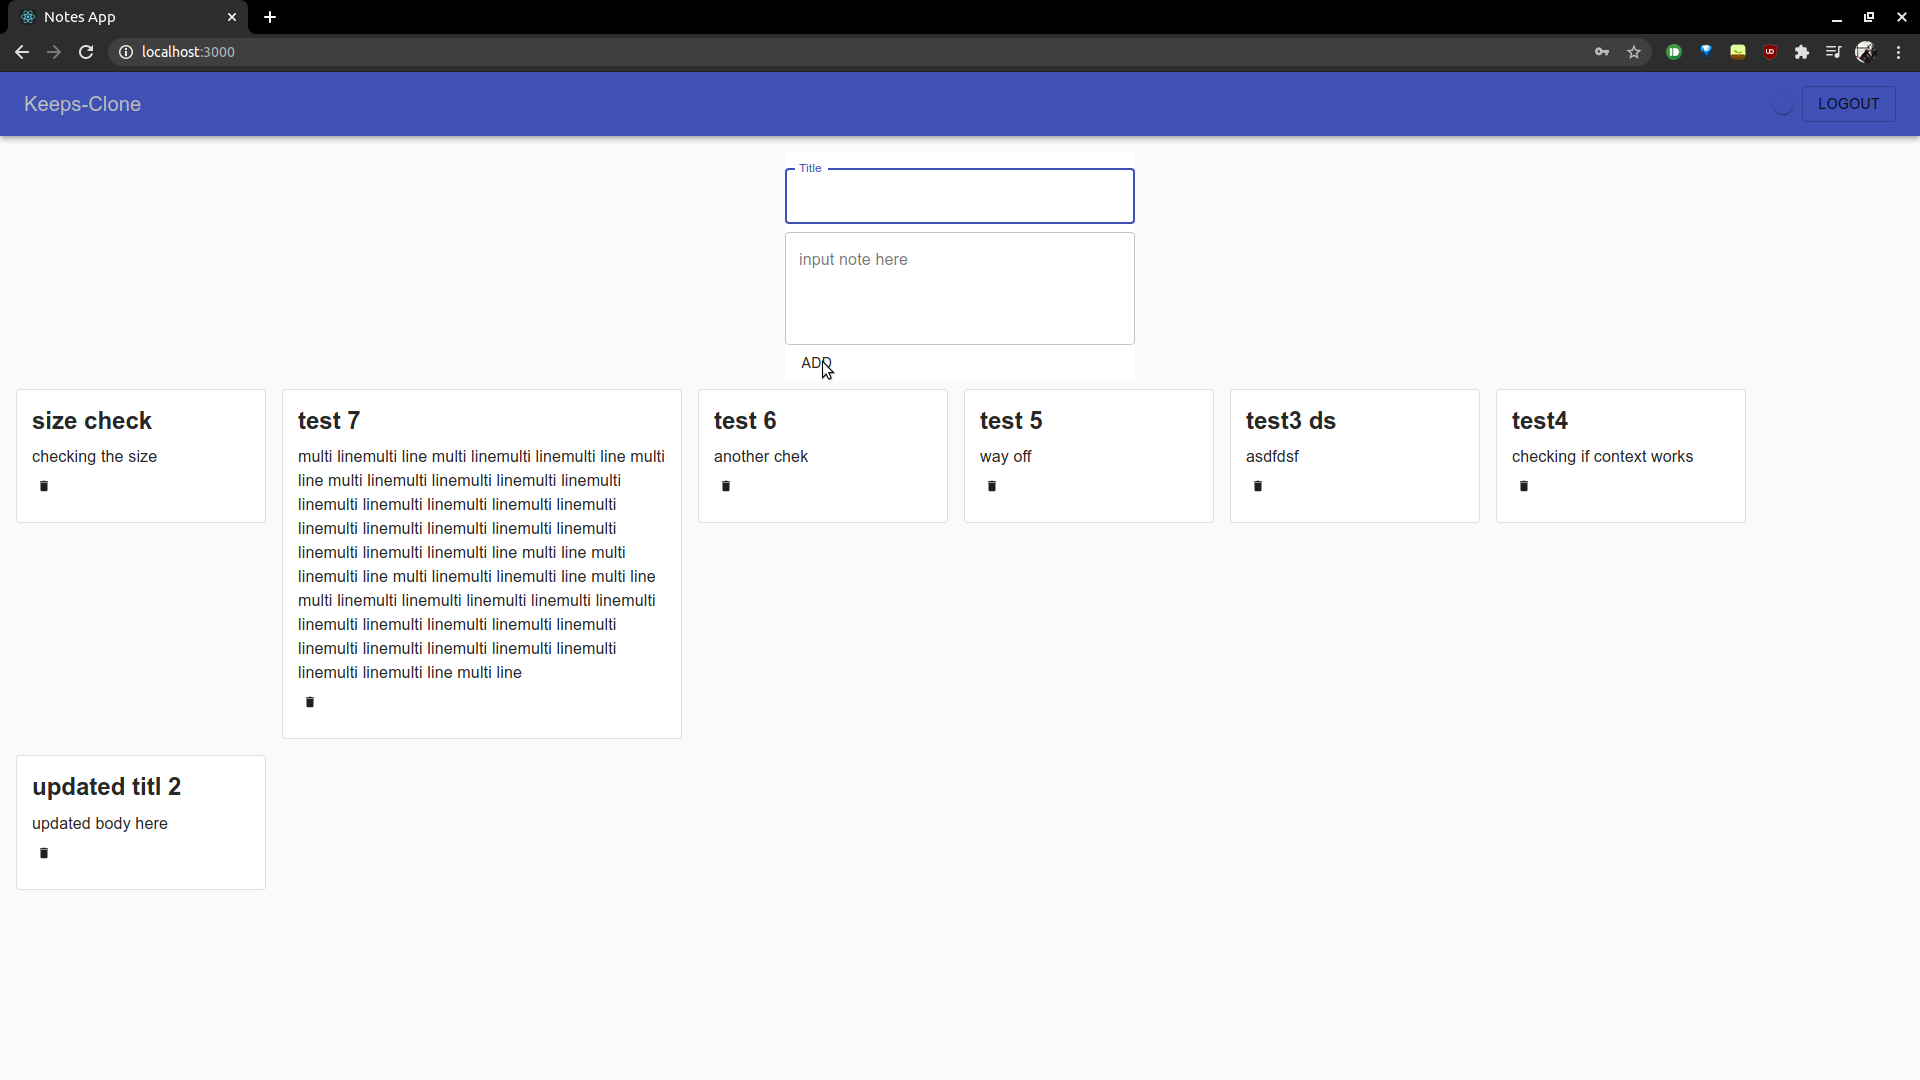 Notes App
localhost:3000
Keeps-Clone
LOGOUT
Title
input note here
ADD
size check
checking the size
test 7
multi linemulti line multi linemulti linemulti line multi
line multi linemulti linemulti linemulti linemulti
linemulti linemulti linemulti linemulti linemulti
linemulti linemulti linemulti linemulti linemulti
linemulti linemulti linemulti line multi line multi
linemulti line multi linemulti linemulti line multi line
multi linemulti linemulti linemulti linemulti linemulti
linemulti linemulti linemulti linemulti linemulti
linemulti linemulti linemulti linemulti linemulti
linemulti linemulti line multi line
test 6
another chek
test 5
way off
test3 ds
asdfdsf
test4
checking if context works
updated titl 2
updated body here